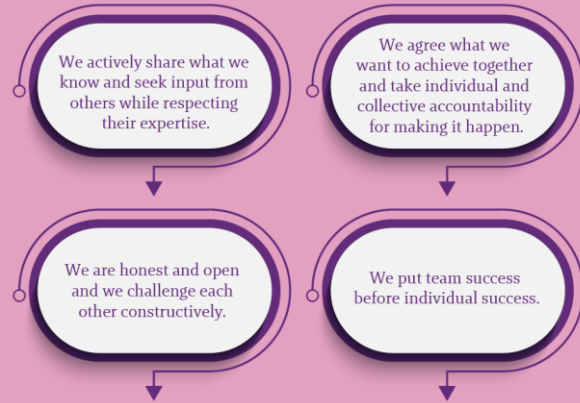 We actively share what we
know and seek input from
others while respecting
their expertise.
We agree what we
want to achieve together
and take individual and
collective accountability
for making it happen.
We are honest and open
and we challenge each
other constructively.
We put team success
before individual success.